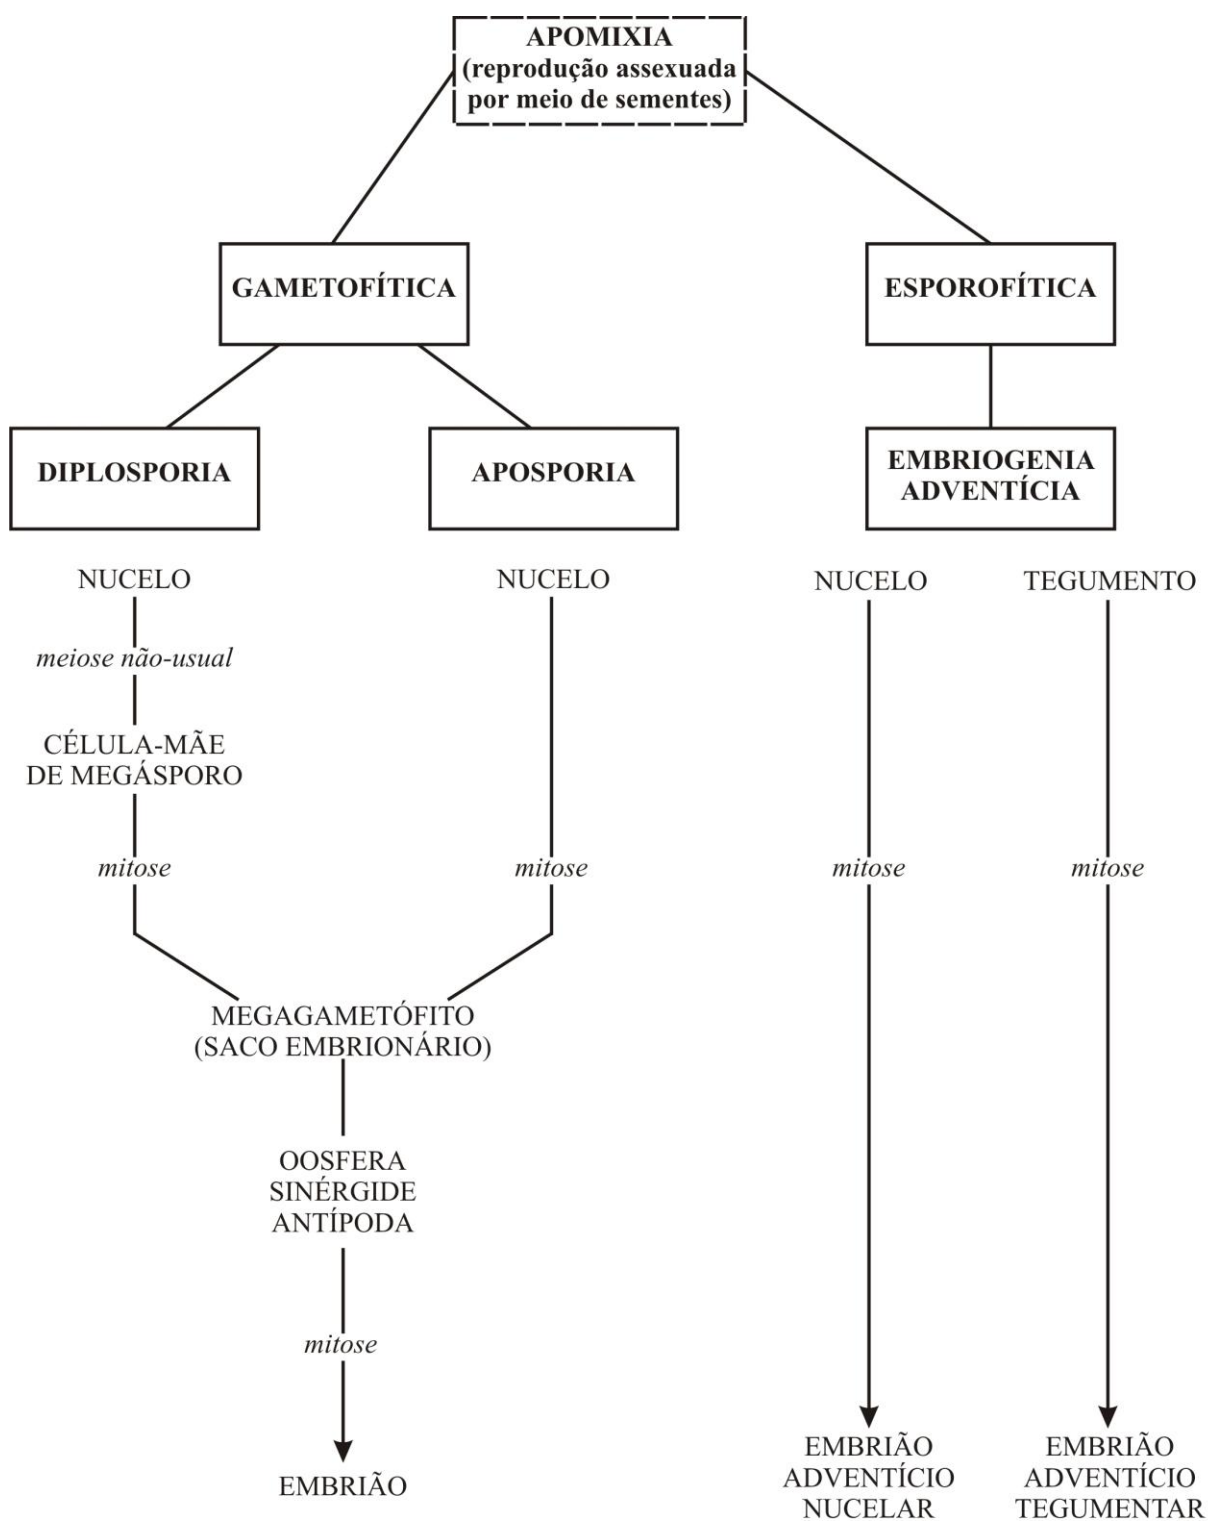 APOMIXIA
(reprodução assexuada
por meio de sementes)
GAMETOFÍTICA
ESPOROFÍTICA
DIPLOSPORIA
APOSPORIA
EMBRIOGENIA
ADVENTÍCIA
NUCELO
NUCELO
NUCELO
TEGUMENTO
meiose não-usual
CÉLULA-MÃE
DE MEGÁSPORO
mitose
mitose
mitose
mitose
MEGAGAMETÓFITO
(SACO EMBRIONÁRIO)
OOSFERA
SINÉRGIDE
ANTÍPODA
mitose
EMBRIÃO
EMBRIÃO
ADVENTÍCIO
NUCELAR
EMBRIÃO
ADVENTÍCIO
TEGUMENTAR